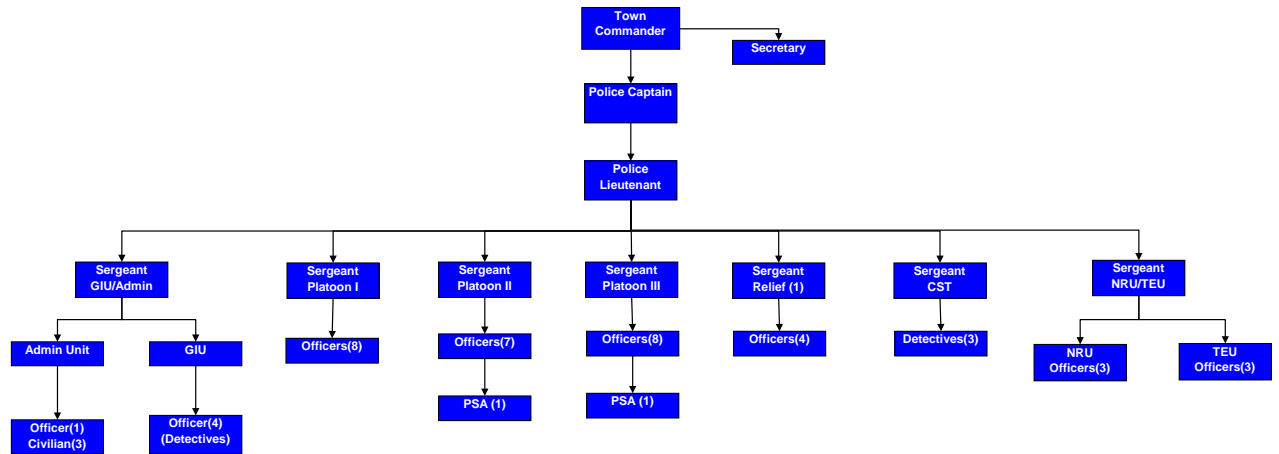 Town
Commander
Secretary
Police Captain
Police
Lieutenant
Sergeant
GIU/Admin
Sergeant
Platoon I
Sergeant
Platoon II
Sergeant
Platoon III
Sergeant
Relief (1)
Sergeant
CST
Sergeant
NRU/TEU
Admin Unit
GIU
Officers(8)
Officers(7)
Officers(8)
Officers(4)
Detectives(3)
NRU
Officers(3)
TEU
Officers(3)
PSA (1)
PSA (1)
Officer(1)
Civilian(3)
Officer(4)
(Detectives)